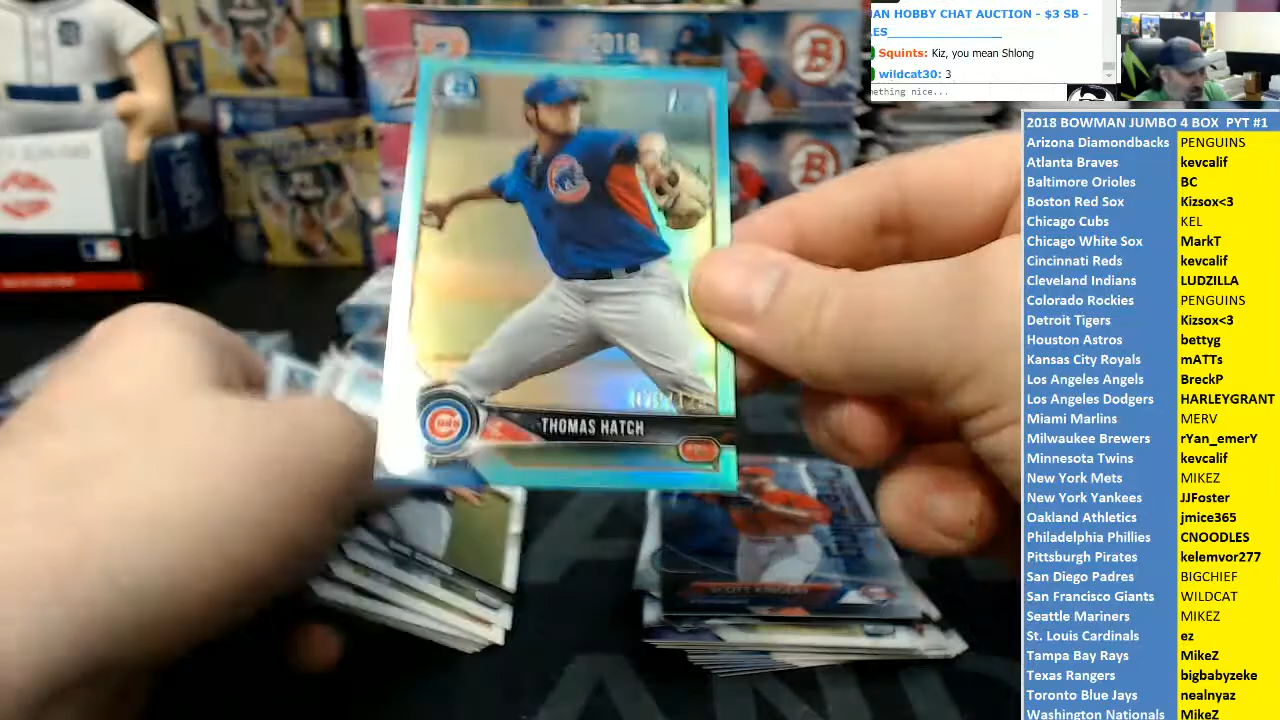 JAN HOBBY CHAT AUCTION - $3 SB -
LES
Squints: Kiz, you mean Shlong
wildcat30: 3
mething nice...
2018
B
THOMAS HATCH
CUBS
2018 BOWMAN JUMBO 4 BOX PYT #1
Arizona Diamondbacks PENGUINS
Atlanta Braves kevcalif
Baltimore Orioles BC
Boston Red Sox Kizsox<3
Chicago Cubs KEL
Chicago White Sox MarkT
Cincinnati Reds kevcalif
Cleveland Indians LUDZILLA
Colorado Rockies PENGUINS
Detroit Tigers Kizsox<3
Houston Astros bettyg
Kansas City Royals mATTs
Los Angeles Angels BreckP
Los Angeles Dodgers HARLEYGRANT
Miami Marlins MERV
Milwaukee Brewers rYan_emerY
Minnesota Twins kevcalif
New York Mets MIKEZ
New York Yankees JJFoster
Oakland Athletics jmice365
Philadelphia Phillies CNOODLES
Pittsburgh Pirates kelemvor277
San Diego Padres BIGCHIEF
San Francisco Giants WILDCAT
Seattle Mariners MIKEZ
St. Louis Cardinals ez
Tampa Bay Rays MikeZ
Texas Rangers bigbabyzeke
Toronto Blue Jays nealnyaz
Washington Nationals MikeZ